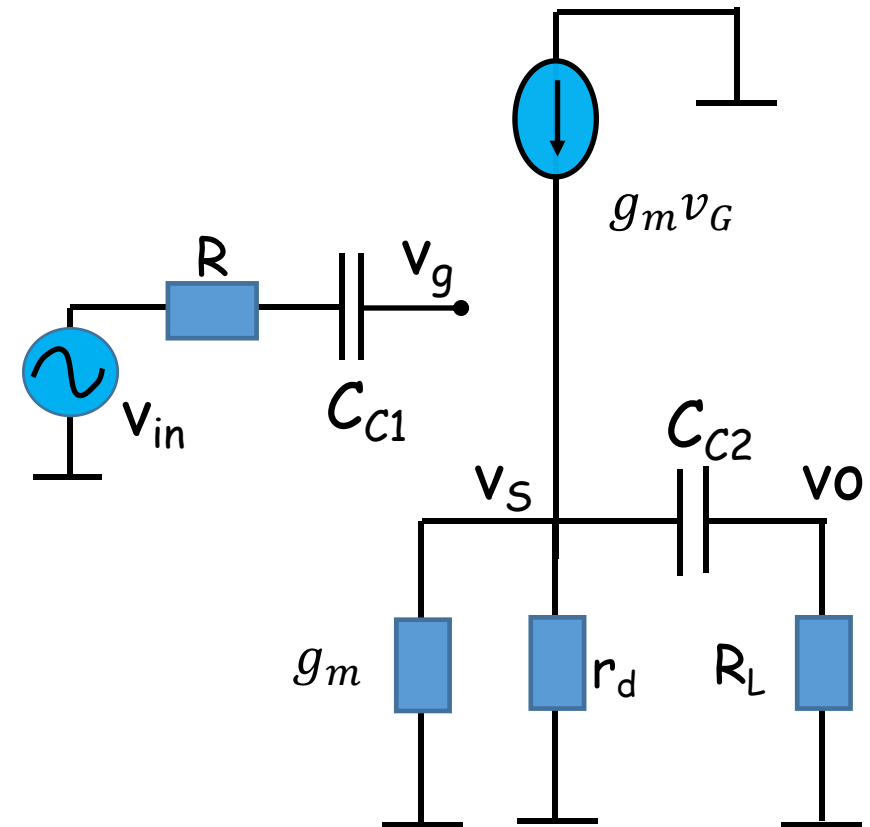 g_m v_G
R
v_g
C_C1
v_in
C_C2
v_S
vo
g_m
r_d
R_L